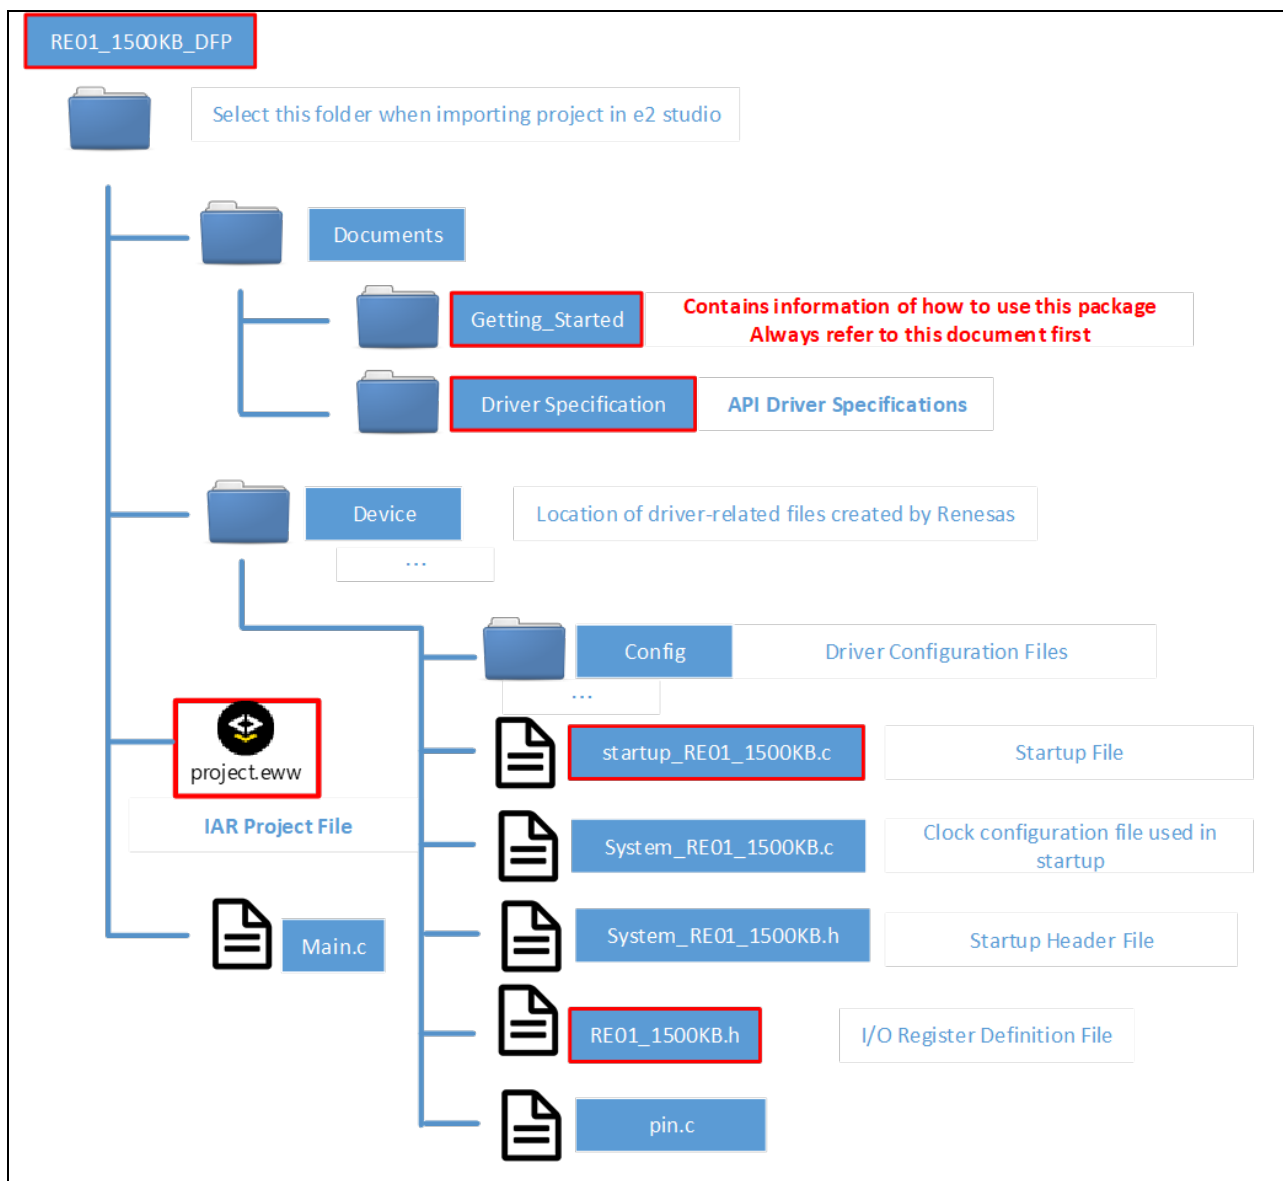 RE01_1500KB_DFP
Select this folder when importing project in e2 studio
Documents
Getting_Started
Contains information of how to use this package
Always refer to this document first
Driver Specification
API Driver Specifications
Device
Location of driver-related files created by Renesas
...
Config
Driver Configuration Files
...
project.eww
IAR Project File
startup_RE01_1500KB.c
Startup File
System_RE01_1500KB.c
Clock configuration file used in
startup
Main.c
System_RE01_1500KB.h
Startup Header File
RE01_1500KB.h
I/O Register Definition File
pin.c